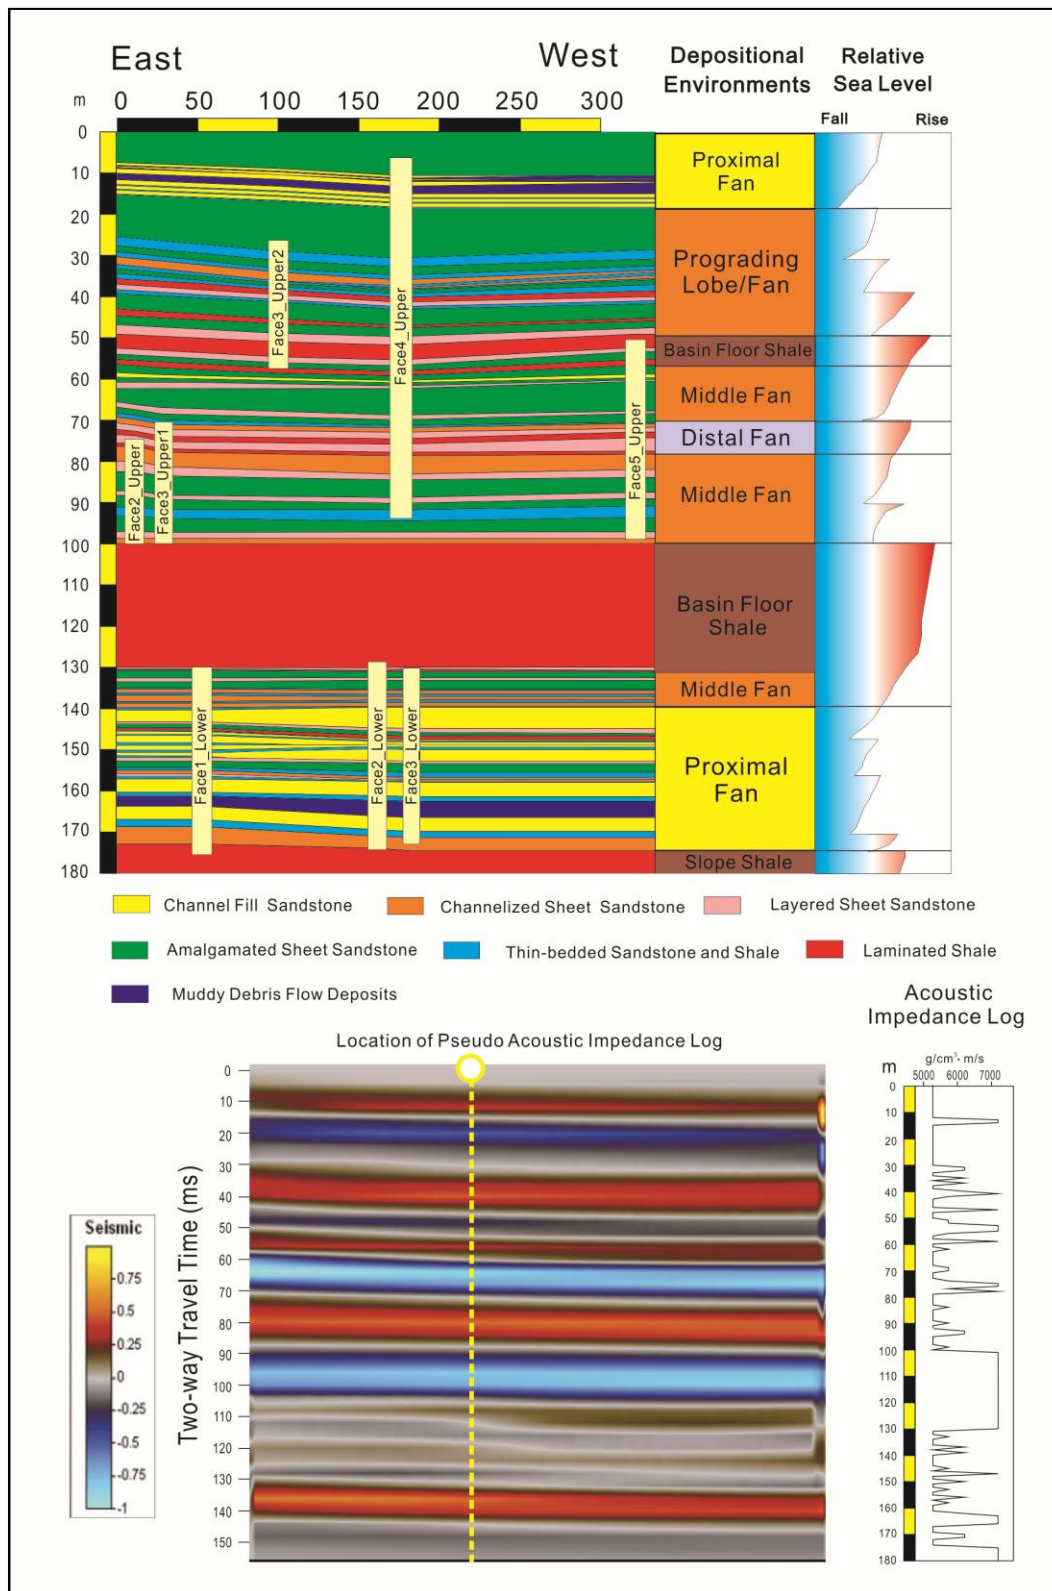 East West
Depositional Environments
Relative Sea Level
m 0 50 100 150 200 250 300
Fall Rise
0
10
20
30
40
50
60
70
80
90
100
110
120
130
140
150
160
170
180
Face2_Upper
Face3_Upper1
Face3_Upper2
Face4_Upper
Face5_Upper
Face1_Lower
Face2_Lower
Face3_Lower
Proximal Fan
Prograding Lobe/Fan
Basin Floor Shale
Middle Fan
Distal Fan
Middle Fan
Basin Floor Shale
Middle Fan
Proximal Fan
Slope Shale
Channel Fill Sandstone Channelized Sheet Sandstone Layered Sheet Sandstone
Amalgamated Sheet Sandstone Thin-bedded Sandstone and Shale Laminated Shale
Muddy Debris Flow Deposits
Acoustic
Impedance Log
Location of Pseudo Acoustic Impedance Log
g/cm³· m/s
m 5000 6000 7000
0
10
20
30
40
50
60
70
80
90
100
110
120
130
140
150
160
170
180
Two-way Travel Time (ms)
0
10
20
30
40
50
60
70
80
90
100
110
120
130
140
150
Seismic
0.75
0.5
0.25
0
-0.25
-0.5
-0.75
-1